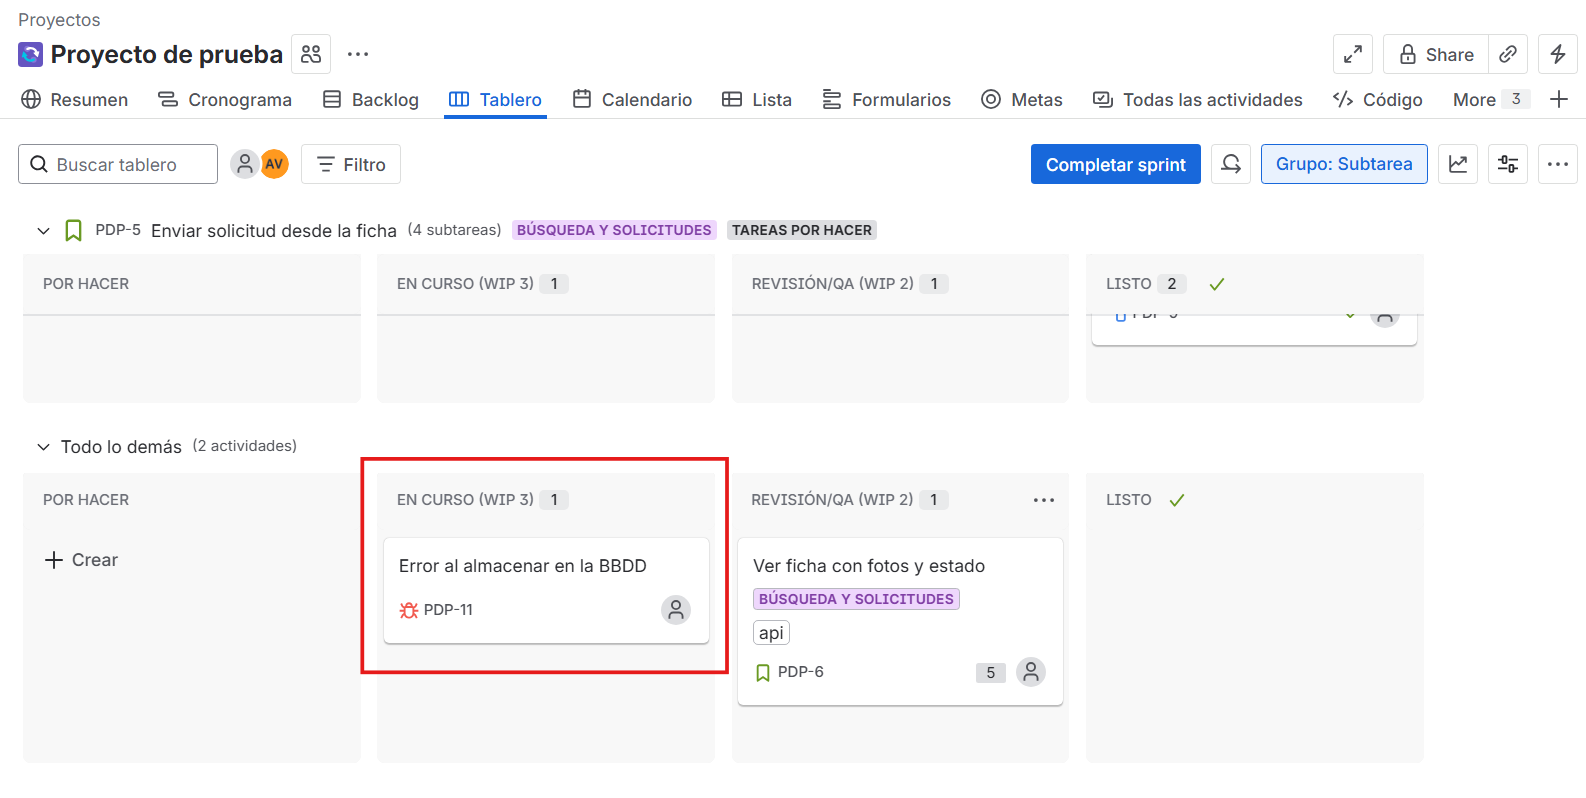 Proyectos
Proyecto de prueba
Share
Resumen Cronograma Backlog Tablero Calendario Lista Formularios Metas Todas las actividades Código More 3
Buscar tablero AV Filtro Completar sprint Grupo: Subtarea
PDP-5 Enviar solicitud desde la ficha (4 subtareas) BÚSQUEDA Y SOLICITUDES TAREAS POR HACER
POR HACER EN CURSO (WIP 3) 1 REVISIÓN/QA (WIP 2) 1 LISTO 2
Todo lo demás (2 actividades)
POR HACER EN CURSO (WIP 3) 1 REVISIÓN/QA (WIP 2) 1 LISTO
Crear
Error al almacenar en la BBDD
PDP-11
Ver ficha con fotos y estado
BÚSQUEDA Y SOLICITUDES
api
PDP-6 5